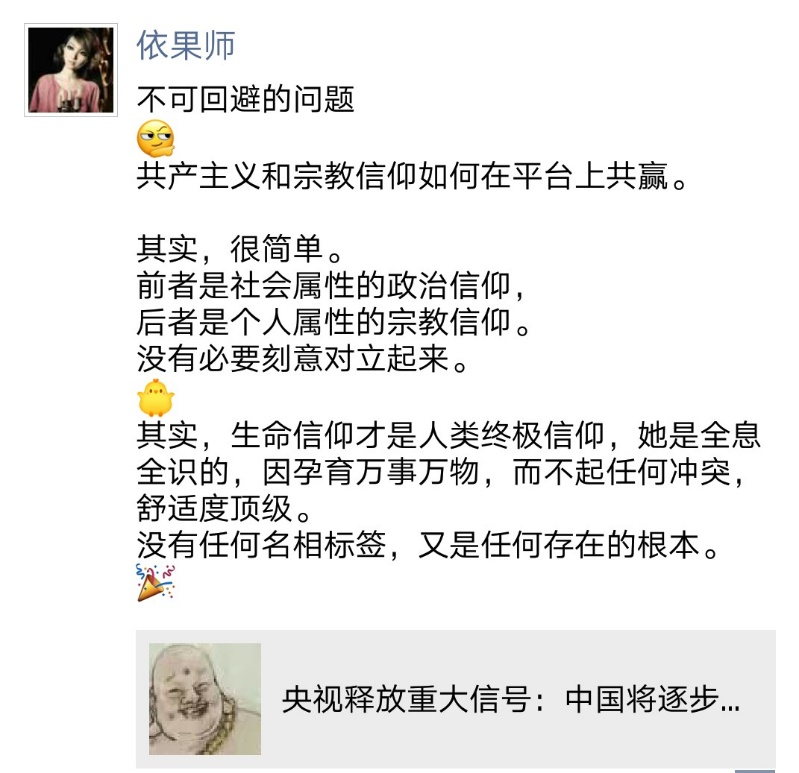 依果师
不可回避的问题
共产主义和宗教信仰如何在平台上共赢。
其实，很简单。
前者是社会属性的政治信仰，
后者是个人属性的宗教信仰。
没有必要刻意对立起来。
其实，生命信仰才是人类终极信仰，她是全息
全识的，因孕育万事万物，而不起任何冲突，
舒适度顶级。
没有任何名相标签，又是任何存在的根本。
央视释放重大信号：中国将逐步...